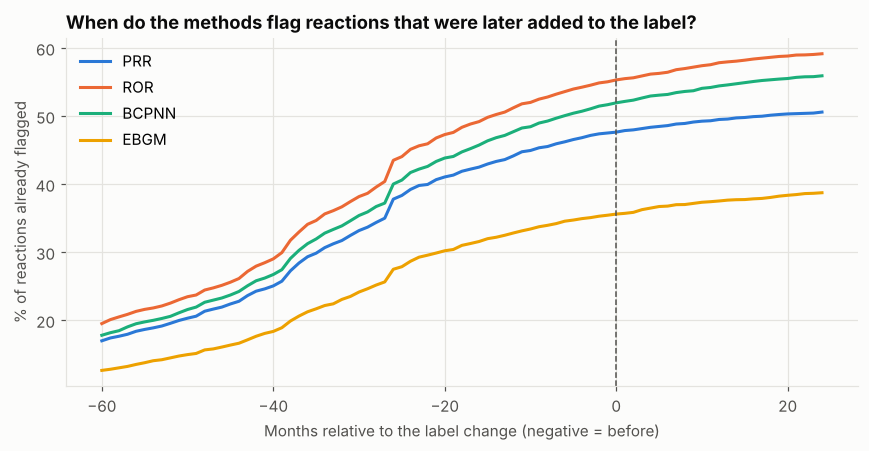 When do the methods flag reactions that were later added to the label?
60
50
40
30
20
% of reactions already flagged
PRR
ROR
BCPNN
EBGM
−60 −40 −20 0 20
Months relative to the label change (negative = before)